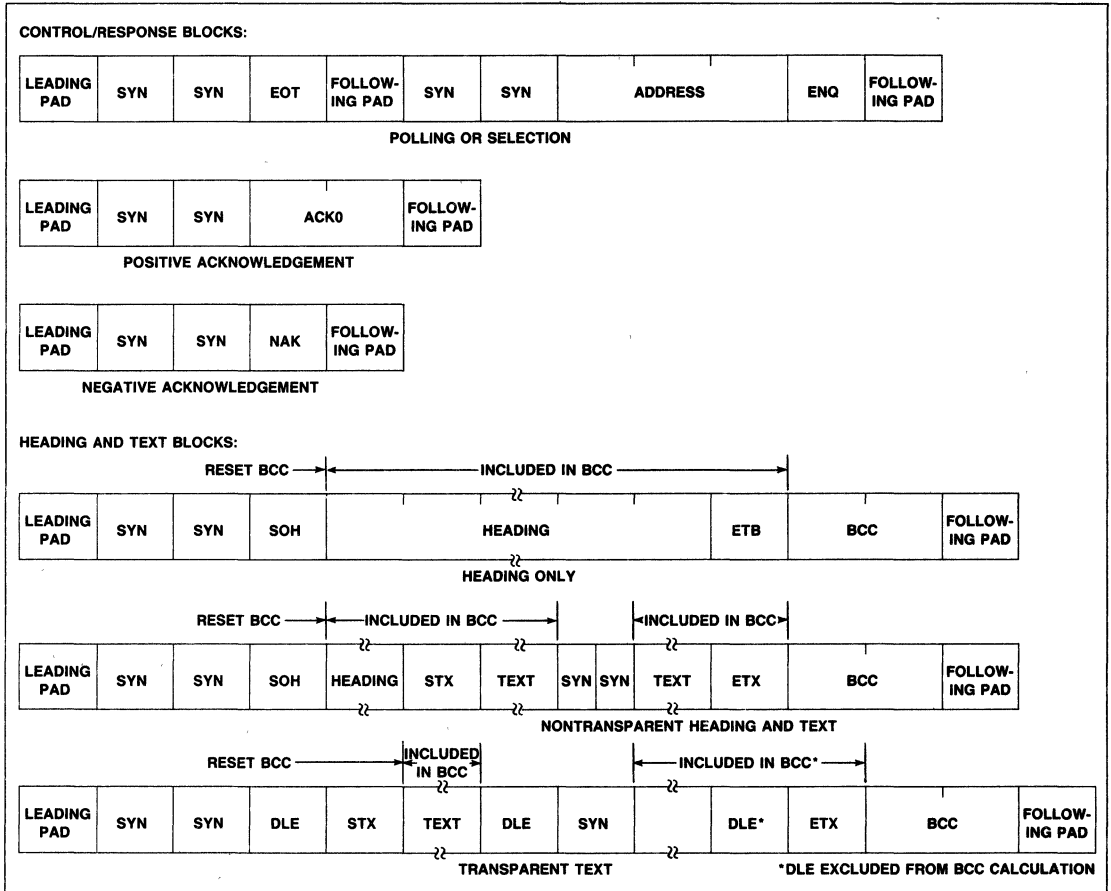 CONTROL/RESPONSE BLOCKS:
LEADING PAD SYN SYN EOT FOLLOW-ING PAD SYN SYN ADDRESS ENQ FOLLOW-ING PAD
POLLING OR SELECTION
LEADING PAD SYN SYN ACK0 FOLLOW-ING PAD
POSITIVE ACKNOWLEDGEMENT
LEADING PAD SYN SYN NAK FOLLOW-ING PAD
NEGATIVE ACKNOWLEDGEMENT
HEADING AND TEXT BLOCKS:
RESET BCC INCLUDED IN BCC
LEADING PAD SYN SYN SOH HEADING ETB BCC FOLLOW-ING PAD
HEADING ONLY
RESET BCC INCLUDED IN BCC INCLUDED IN BCC
LEADING PAD SYN SYN SOH HEADING STX TEXT SYN SYN TEXT ETX BCC FOLLOW-ING PAD
NONTRANSPARENT HEADING AND TEXT
RESET BCC INCLUDED IN BCC INCLUDED IN BCC*
LEADING PAD SYN SYN DLE STX TEXT DLE SYN DLE* ETX BCC FOLLOW-ING PAD
TRANSPARENT TEXT *DLE EXCLUDED FROM BCC CALCULATION